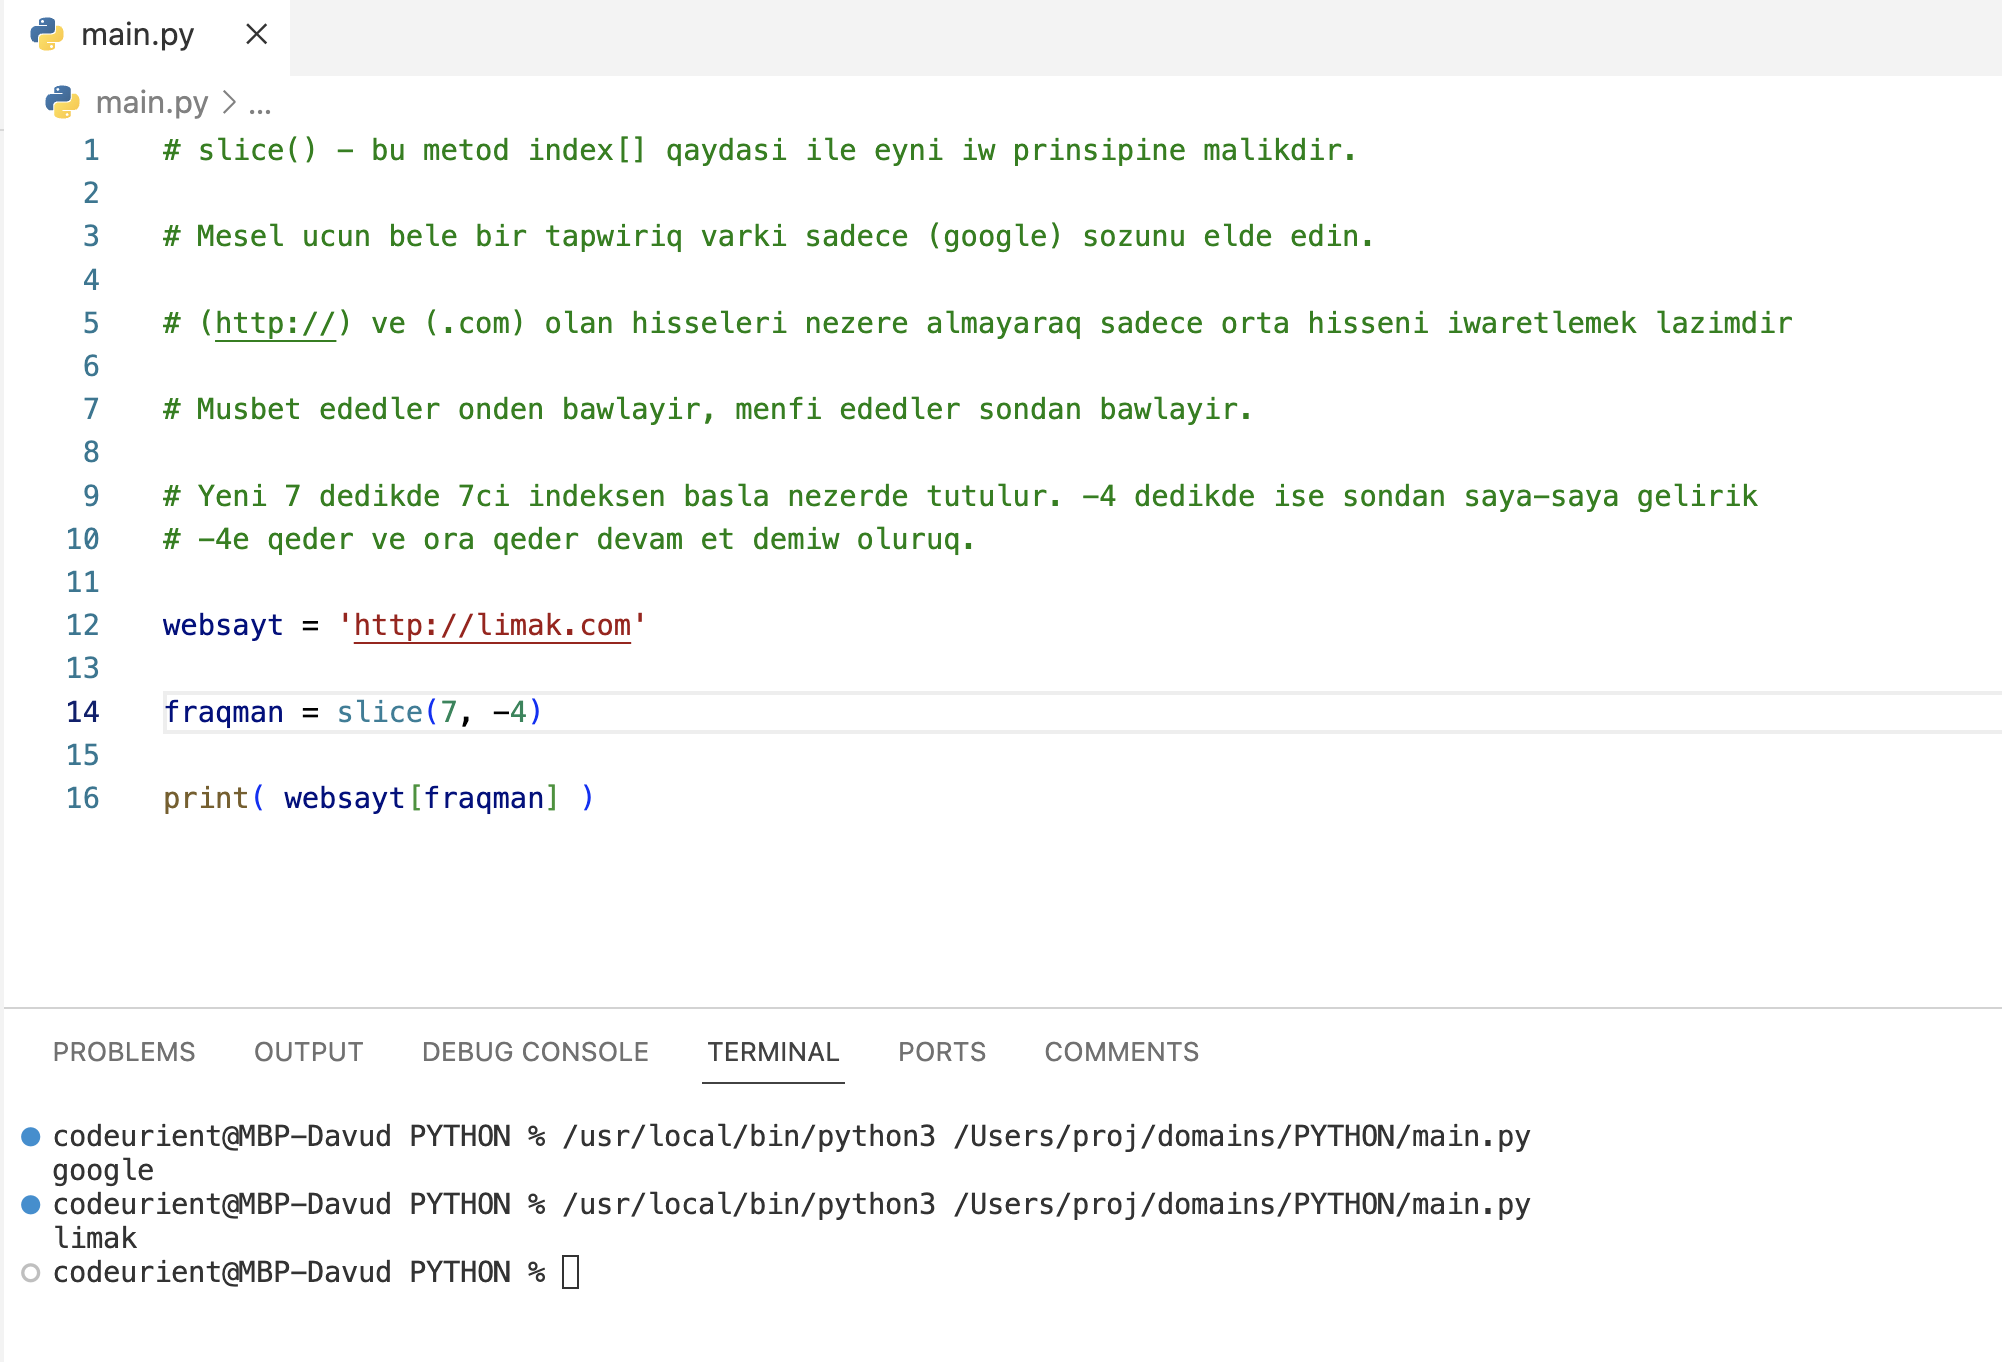 main.py
main.py > ...
1 # slice() - bu metod index[] qaydasi ile eyni iw prinsipine malikdir.
2
3 # Mesel ucun bele bir tapwiriq varki sadece (google) sozunu elde edin.
4
5 # (http://) ve (.com) olan hisseleri nezere almayaraq sadece orta hisseni iwaretlemek lazimdir
6
7 # Musbet ededler onden bawlayir, menfi ededler sondan bawlayir.
8
9 # Yeni 7 dedikde 7ci indeksen basla nezerde tutulur. -4 dedikde ise sondan saya-saya gelirik
10 # -4e qeder ve ora qeder devam et demiw oluruq.
11
12 websayt = 'http://limak.com'
13
14 fraqman = slice(7, -4)
15
16 print( websayt[fraqman] )
PROBLEMS OUTPUT DEBUG CONSOLE TERMINAL PORTS COMMENTS
codeurient@MBP-Davud PYTHON % /usr/local/bin/python3 /Users/proj/domains/PYTHON/main.py
google
codeurient@MBP-Davud PYTHON % /usr/local/bin/python3 /Users/proj/domains/PYTHON/main.py
limak
codeurient@MBP-Davud PYTHON %